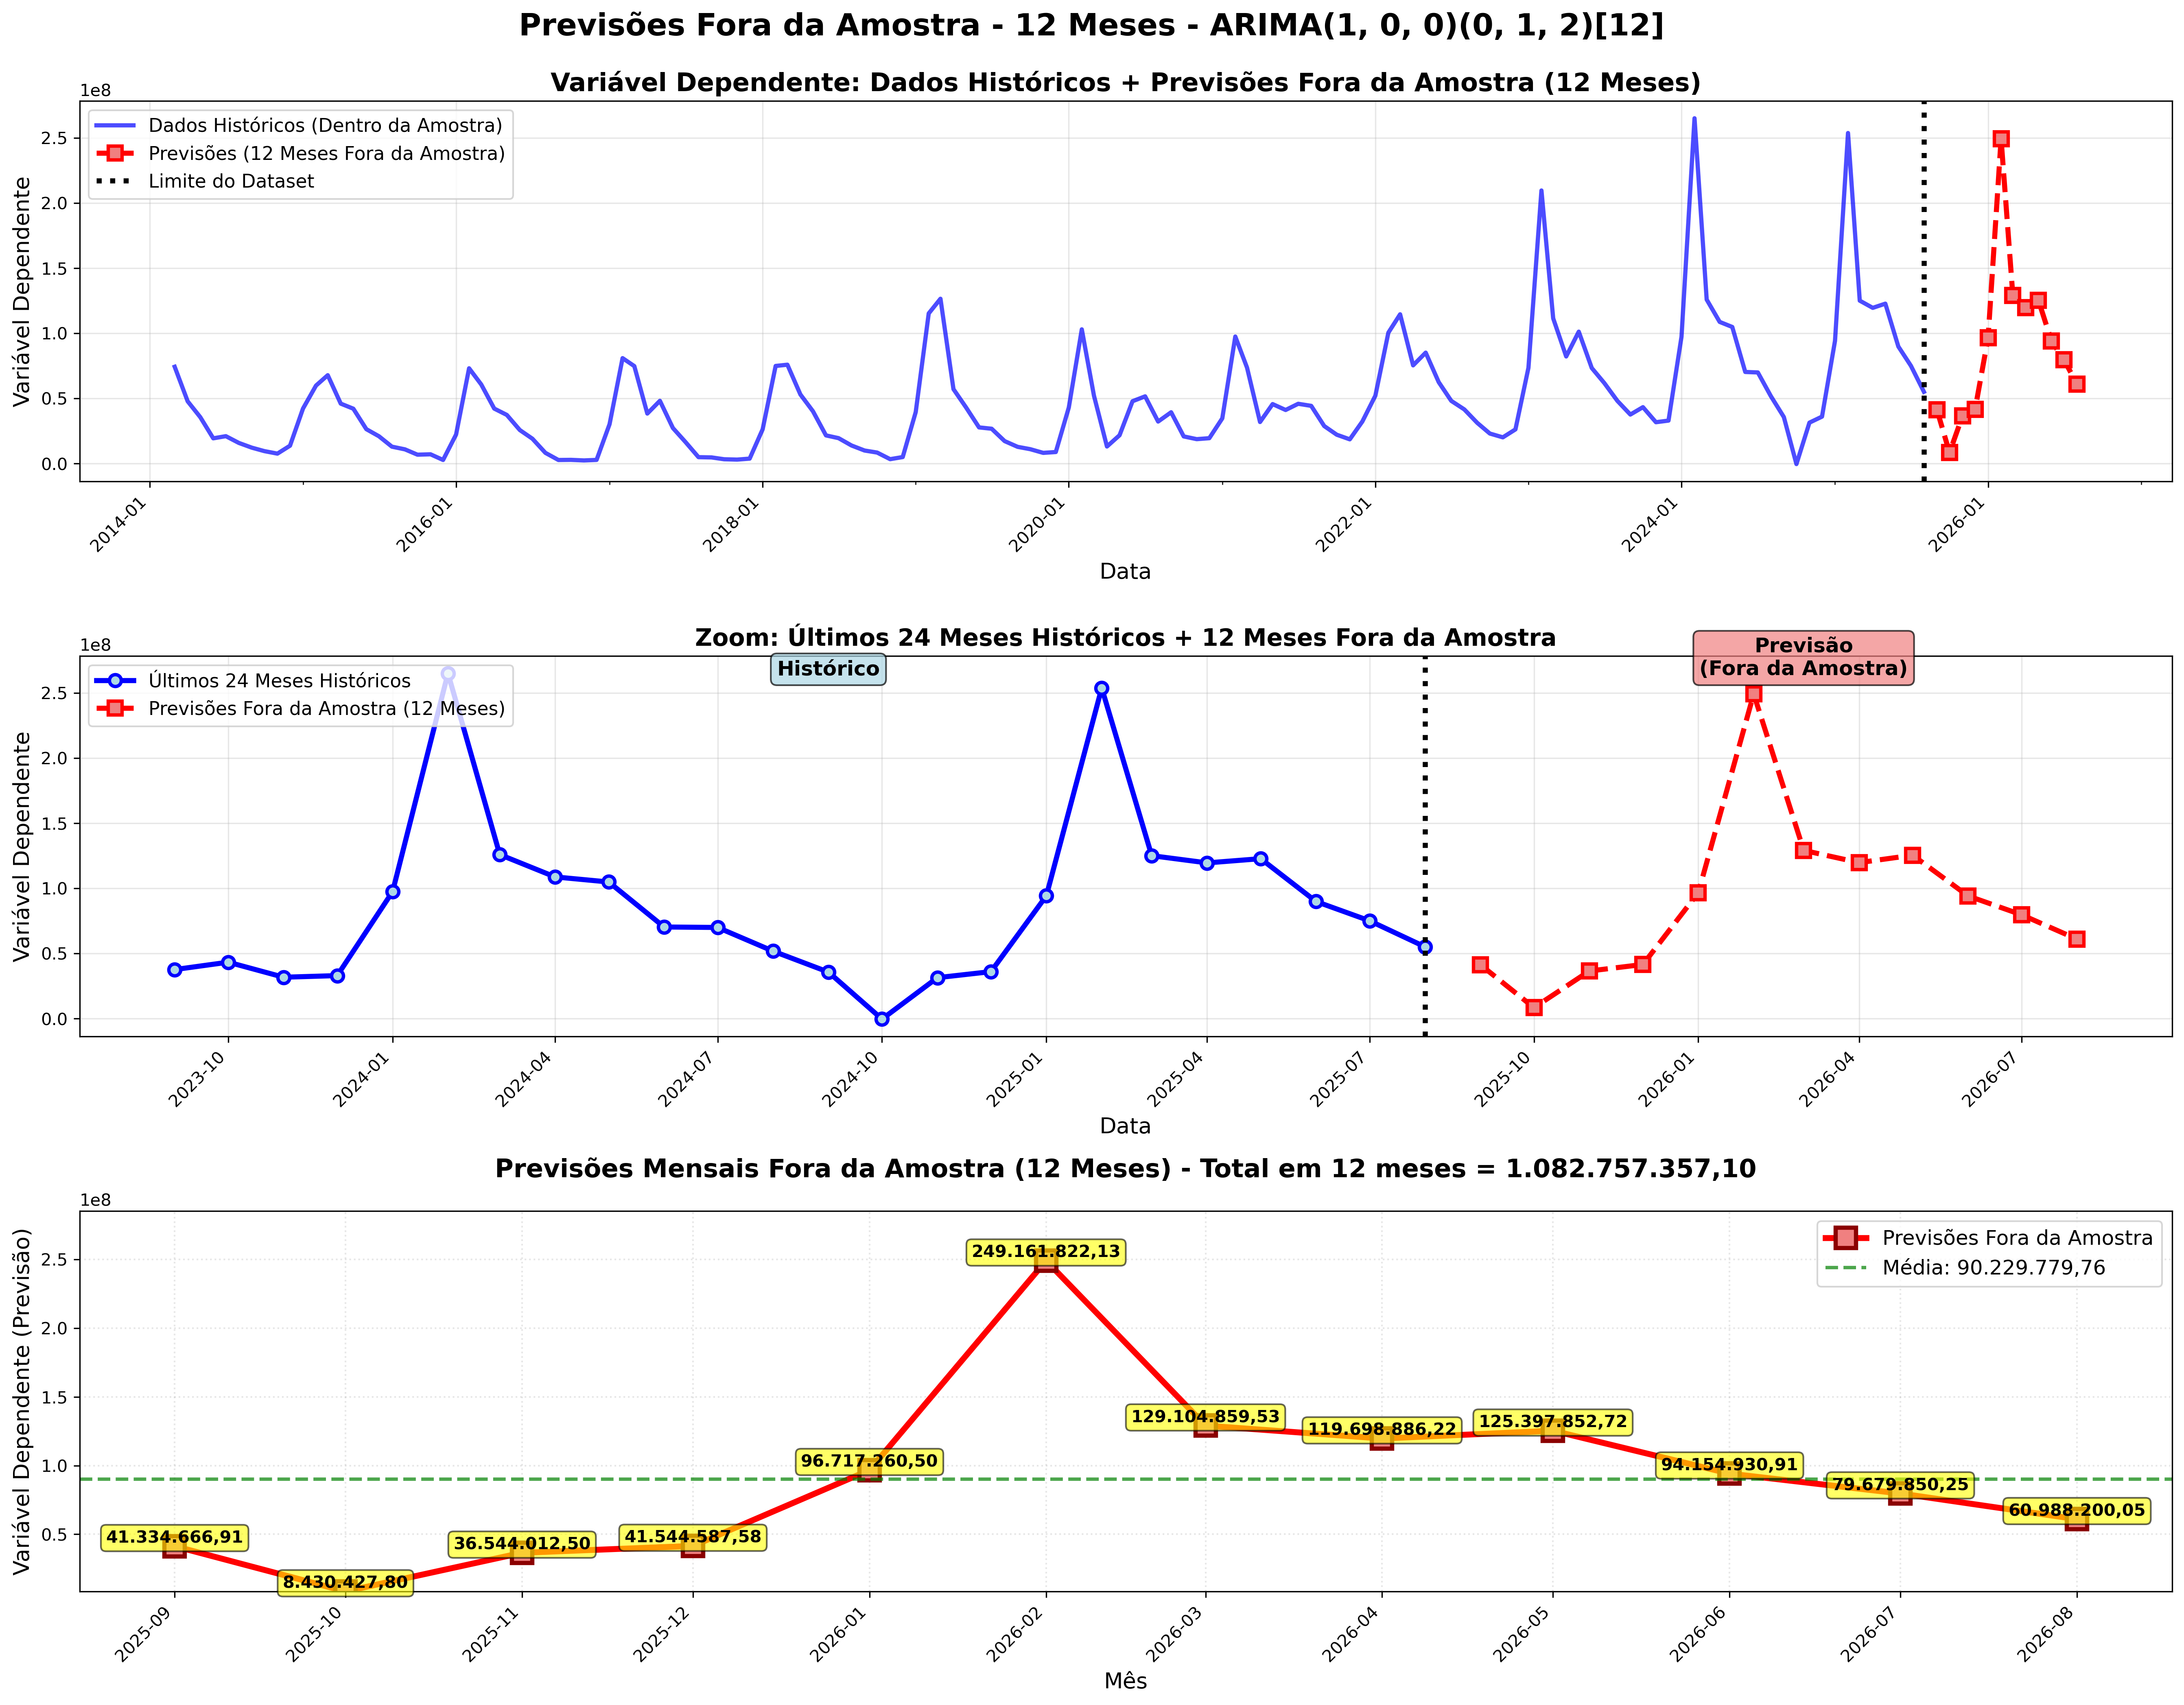 Previsões Fora da Amostra - 12 Meses - ARIMA(1, 0, 0)(0, 1, 2)[12]
Variável Dependente: Dados Históricos + Previsões Fora da Amostra (12 Meses)
1e8
Dados Históricos (Dentro da Amostra)
Previsões (12 Meses Fora da Amostra)
Limite do Dataset
Variável Dependente
2.5
2.0
1.5
1.0
0.5
0.0
2014-01
2016-01
2018-01
2020-01
2022-01
2024-01
2026-01
Data
Zoom: Últimos 24 Meses Históricos + 12 Meses Fora da Amostra
1e8
Últimos 24 Meses Históricos
Previsões Fora da Amostra (12 Meses)
Histórico
Previsão
(Fora da Amostra)
Variável Dependente
2.5
2.0
1.5
1.0
0.5
0.0
2023-10
2024-01
2024-04
2024-07
2024-10
2025-01
2025-04
2025-07
2025-10
2026-01
2026-04
2026-07
Data
Previsões Mensais Fora da Amostra (12 Meses) - Total em 12 meses = 1.082.757.357,10
1e8
Previsões Fora da Amostra
Média: 90.229.779,76
Variável Dependente (Previsão)
2.5
2.0
1.5
1.0
0.5
41.334.666,91
8.430.427,80
36.544.012,50
41.544.587,58
96.717.260,50
249.161.822,13
129.104.859,53
119.698.886,22
125.397.852,72
94.154.930,91
79.679.850,25
60.988.200,05
2025-09
2025-10
2025-11
2025-12
2026-01
2026-02
2026-03
2026-04
2026-05
2026-06
2026-07
2026-08
Mês